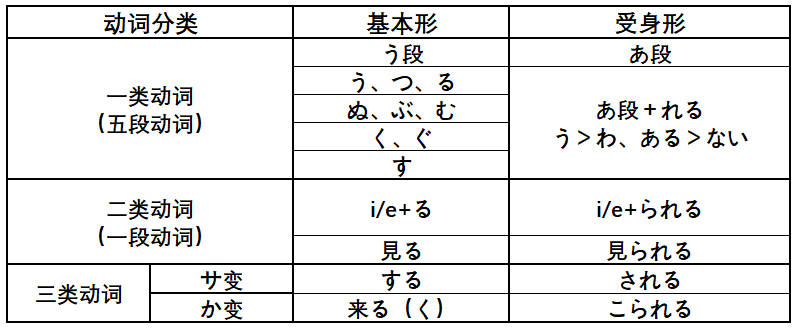 动词分类 基本形 受身形
う段 あ段
一类动词
(五段动词)
う、つ、る
ぬ、ぶ、む
く、ぐ
す
あ段＋れる
う＞わ、ある＞ない
二类动词
(一段动词)
i/e+る i/e+られる
見る 見られる
三类动词
サ变 する される
か变 来る（く） こられる